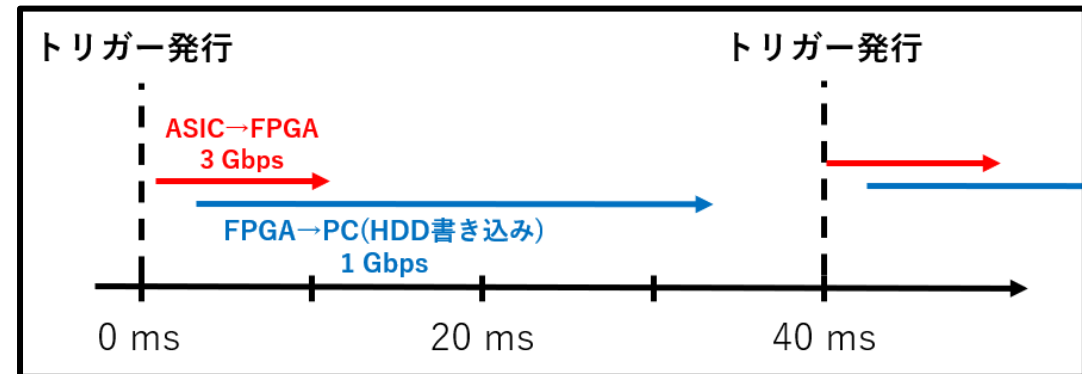 トリガー発行
トリガー発行
ASIC→FPGA
3 Gbps
FPGA→PC(HDD書き込み)
1 Gbps
0 ms
20 ms
40 ms